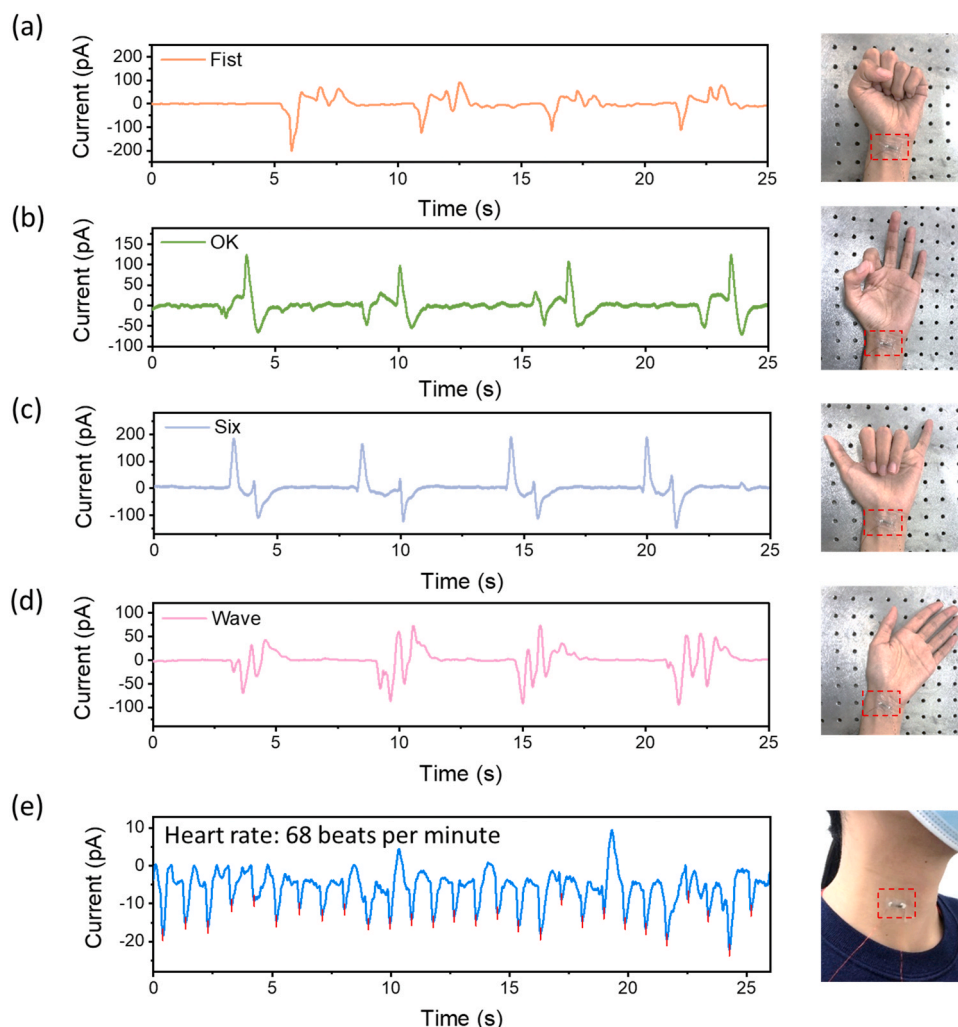 (a)
Current (pA)
200
100
0
-100
-200
Fist
0 5 10 15 20 25
Time (s)
(b)
Current (pA)
150
100
50
0
-50
-100
OK
0 5 10 15 20 25
Time (s)
(c)
Current (pA)
200
100
0
-100
Six
0 5 10 15 20 25
Time (s)
(d)
Current (pA)
100
50
0
-50
-100
Wave
0 5 10 15 20 25
Time (s)
(e)
Current (pA)
10
0
-10
-20
Heart rate: 68 beats per minute
0 5 10 15 20 25
Time (s)